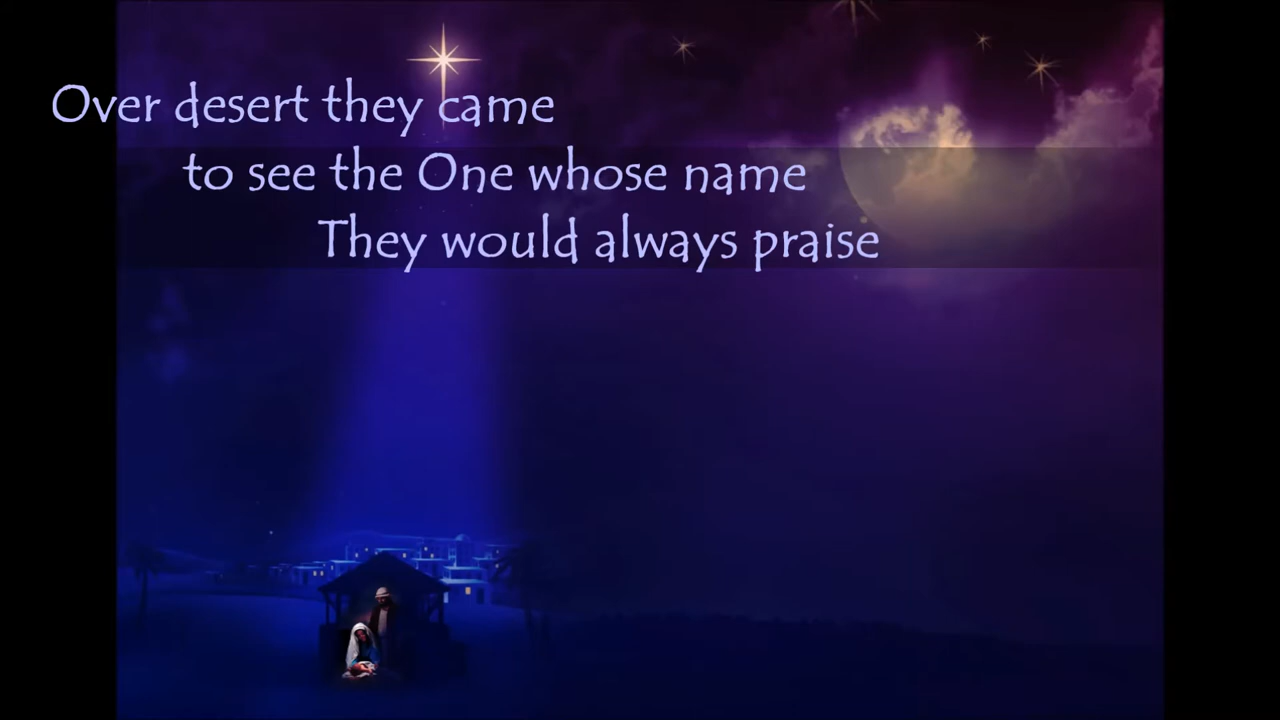 Over desert they came
to see the One whose name
They would always praise